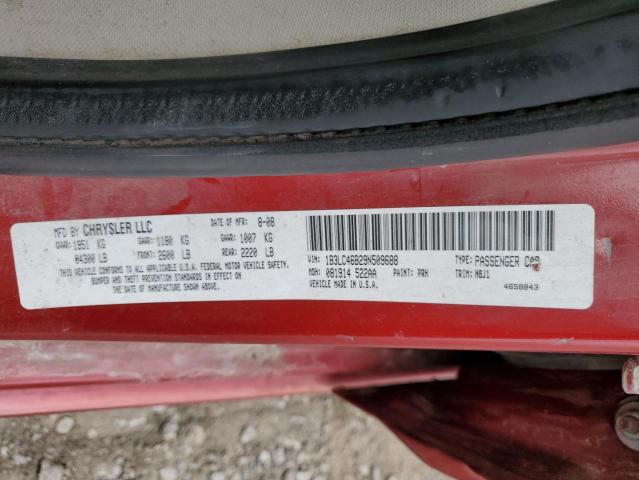 MFD BY CHRYSLER LLC DATE OF MFR: 8-08
GVWR: 1951 KG GAWR: 1180 KG GAWR: 1007 KG
04300 LB FRONT: 2600 LB REAR: 2220 LB
THIS VEHICLE CONFORMS TO ALL APPLICABLE U.S.A. FEDERAL MOTOR VEHICLE SAFETY,
BUMPER AND THEFT PREVENTION STANDARDS IN EFFECT ON
THE DATE OF MANUFACTURE SHOWN ABOVE.
VIN: 1B3LC46B29N509688 TYPE: PASSENGER CAR
MDH: 081914 522AA PAINT: PRH TRIM: MBJ1
VEHICLE MADE IN U.S.A. 4658843